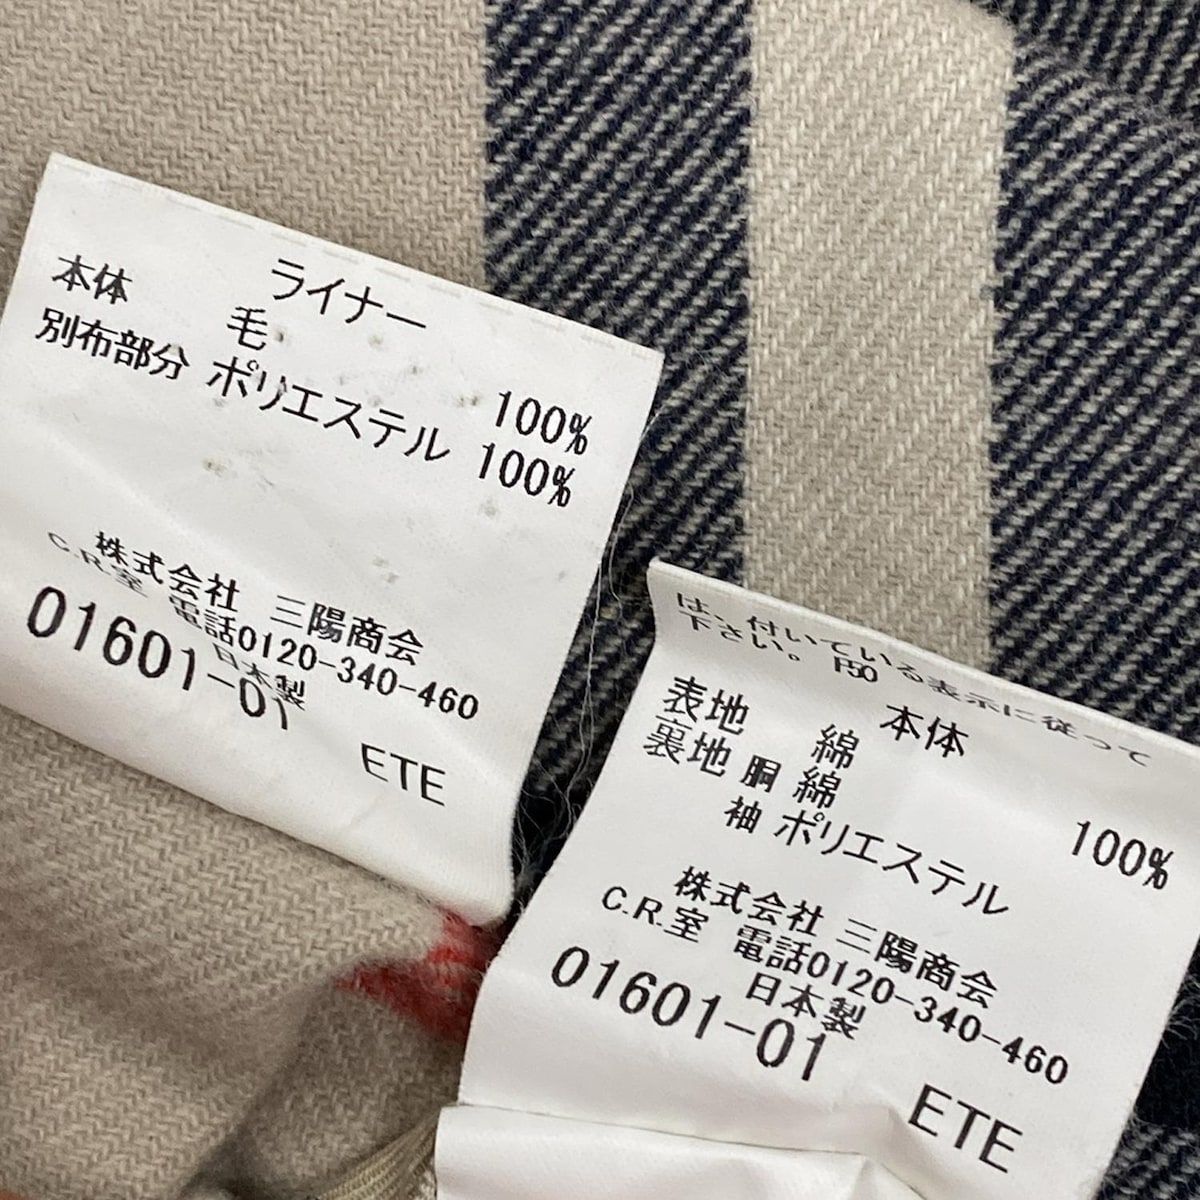 ライナー
本体 毛 100%
別布部分 ポリエステル 100%
株式会社 三陽商会
C.R.室 電話0120-340-460
日本製
01601-01
ETE
はっ付いている表示に従って
下さい。 P50
本体
表地 綿 100%
裏地 胴 綿
袖 ポリエステル
株式会社 三陽商会
C.R.室 電話0120-340-460
日本製
01601-01
ETE